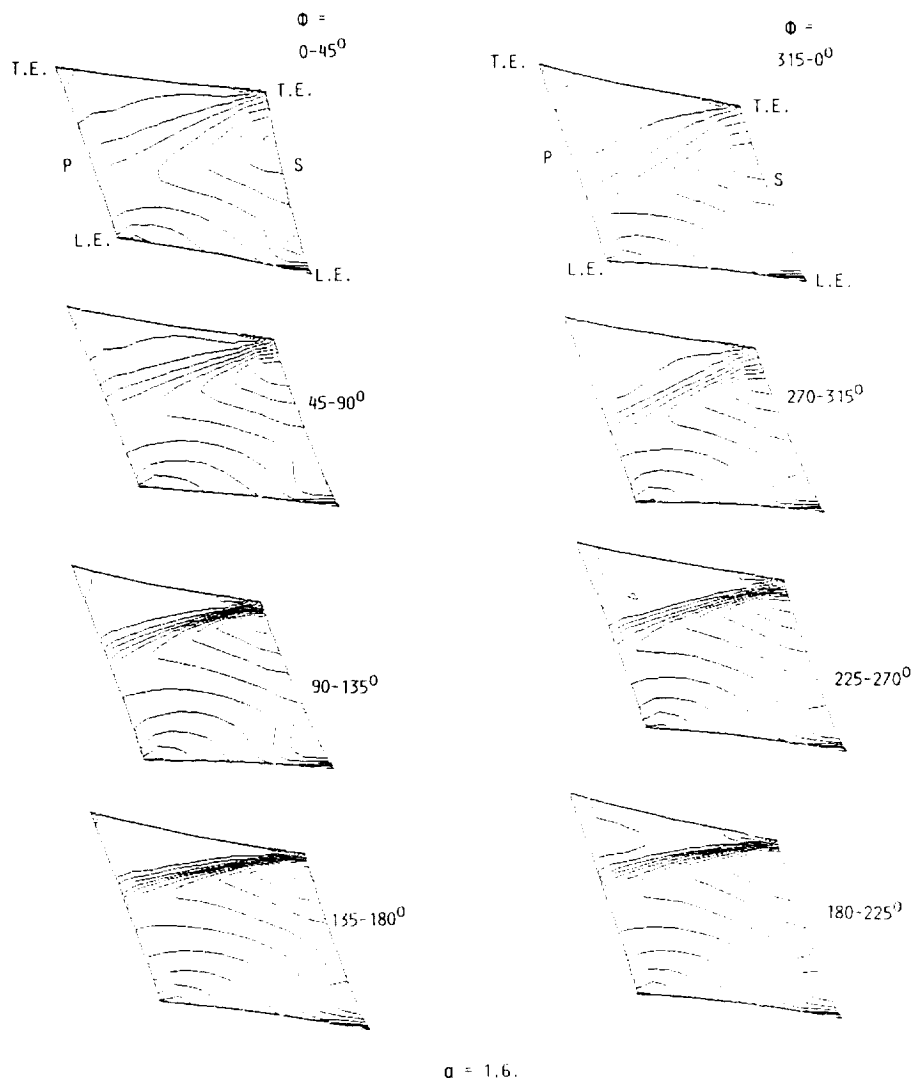 Φ =
0-45⁰
T.E.
T.E.
P
S
L.E.
L.E.
Φ =
315-0⁰
T.E.
T.E.
P
S
L.E.
L.E.
45-90⁰
270-315⁰
90-135⁰
225-270⁰
135-180⁰
180-225⁰
α = 1.6.